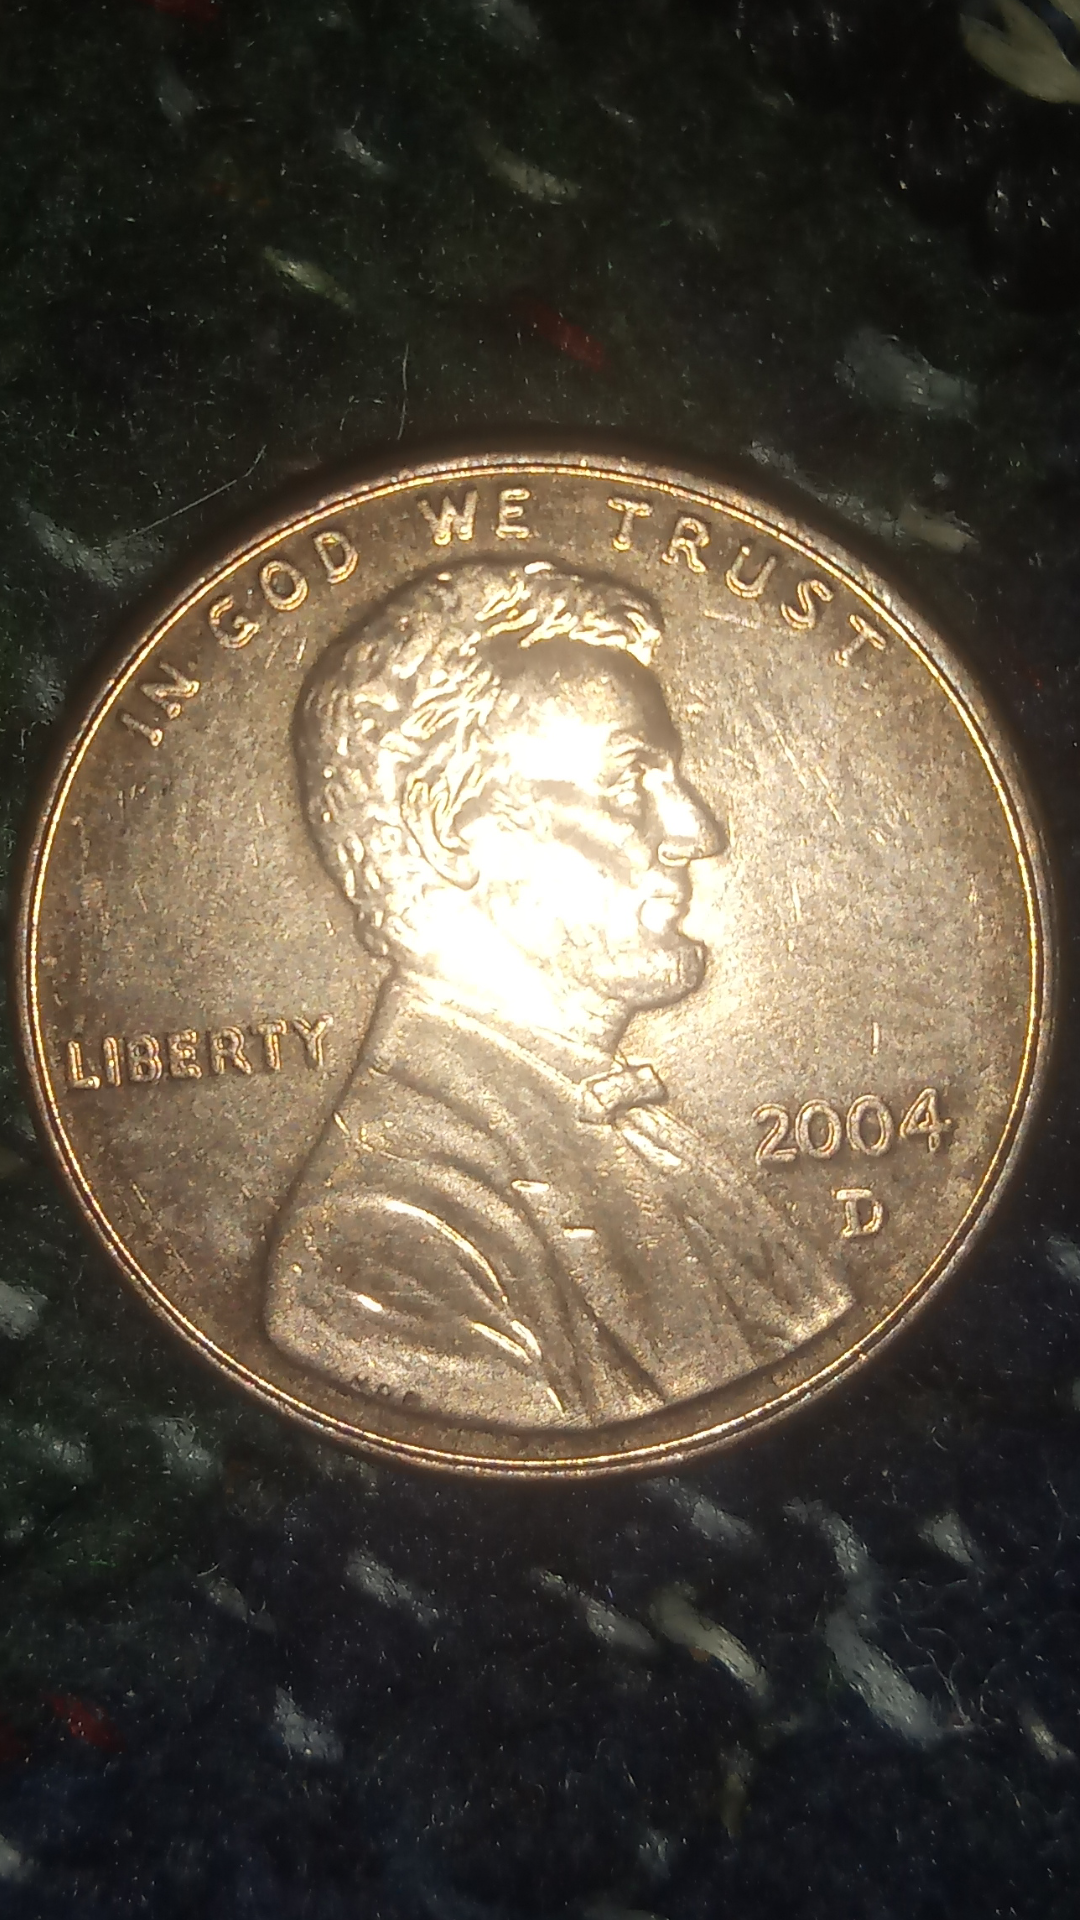 IN GOD WE TRUST
LIBERTY
2004
D